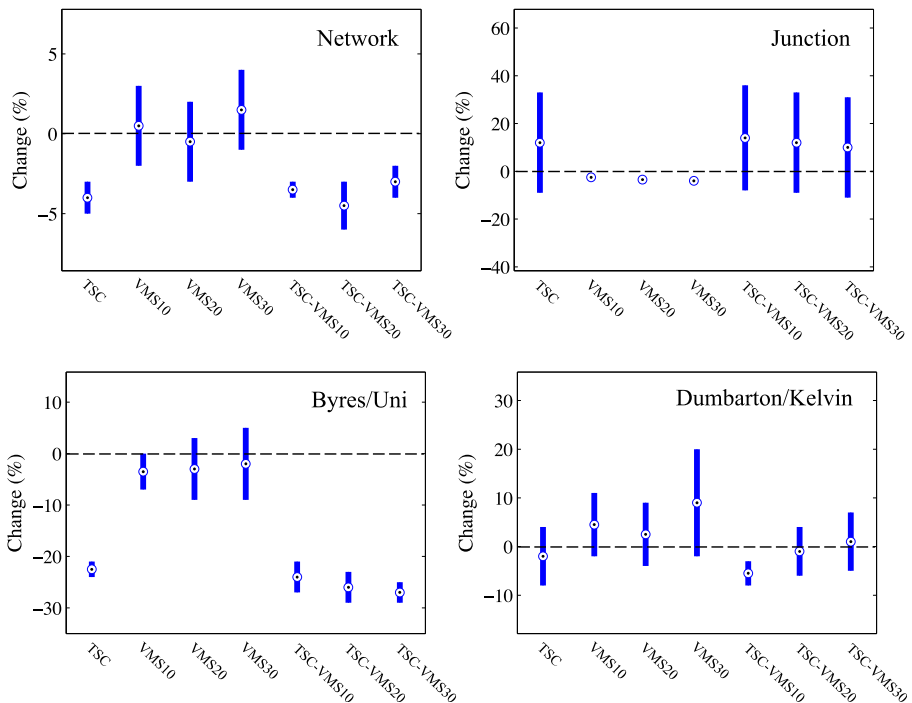 Network
Change (%)
5
0
−5
TSC
VMS10
VMS20
VMS30
TSC-VMS10
TSC-VMS20
TSC-VMS30
Junction
Change (%)
60
40
20
0
−20
−40
TSC
VMS10
VMS20
VMS30
TSC-VMS10
TSC-VMS20
TSC-VMS30
Byres/Uni
Change (%)
10
0
−10
−20
−30
TSC
VMS10
VMS20
VMS30
TSC-VMS10
TSC-VMS20
TSC-VMS30
Dumbarton/Kelvin
Change (%)
30
20
10
0
−10
TSC
VMS10
VMS20
VMS30
TSC-VMS10
TSC-VMS20
TSC-VMS30